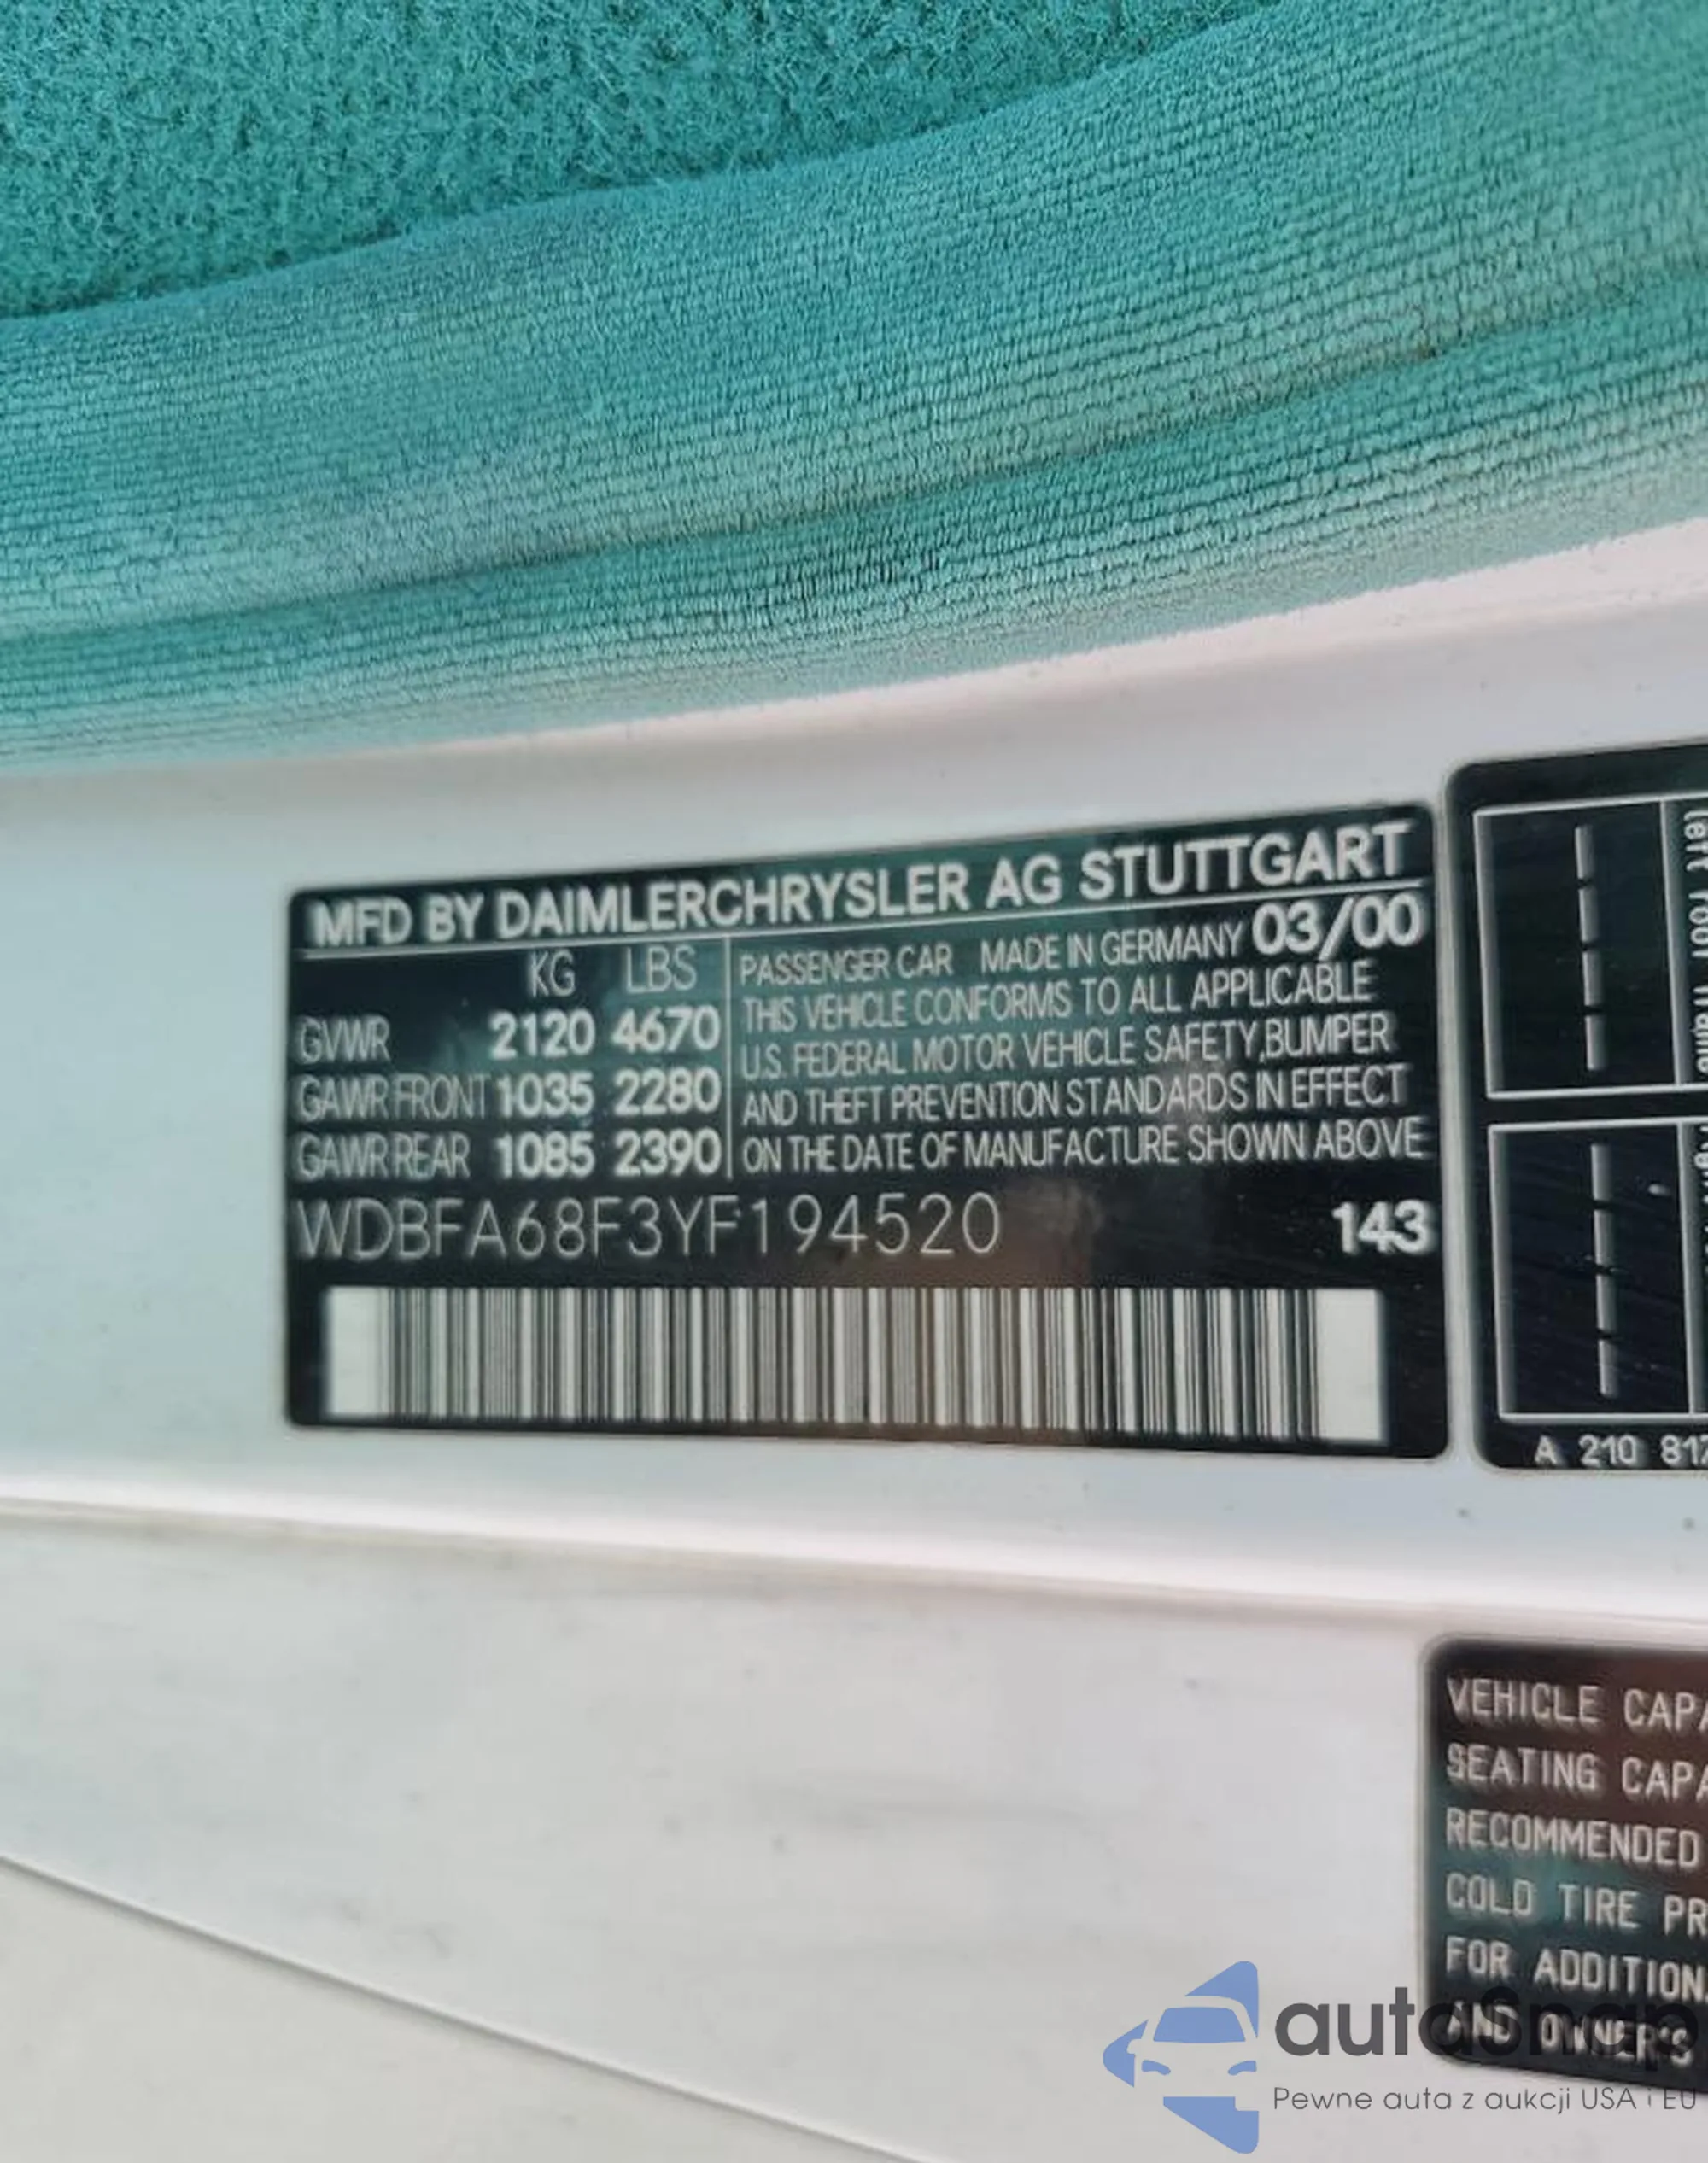 MFD BY DAIMLERCHRYSLER AG STUTTGART
KG LBS
GVWR 2120 4670
GAWR FRONT 1035 2280
GAWR REAR 1085 2390
PASSENGER CAR MADE IN GERMANY 03/00
THIS VEHICLE CONFORMS TO ALL APPLICABLE
U.S. FEDERAL MOTOR VEHICLE SAFETY,BUMPER
AND THEFT PREVENTION STANDARDS IN EFFECT
ON THE DATE OF MANUFACTURE SHOWN ABOVE
WDBFA68F3YF194520 143
A 210 817
VEHICLE CAPA
SEATING CAPA
RECOMMENDED
COLD TIRE PR
FOR ADDITION
AND OWNER'S
autaSnap
Pewne auta z aukcji USA i EU